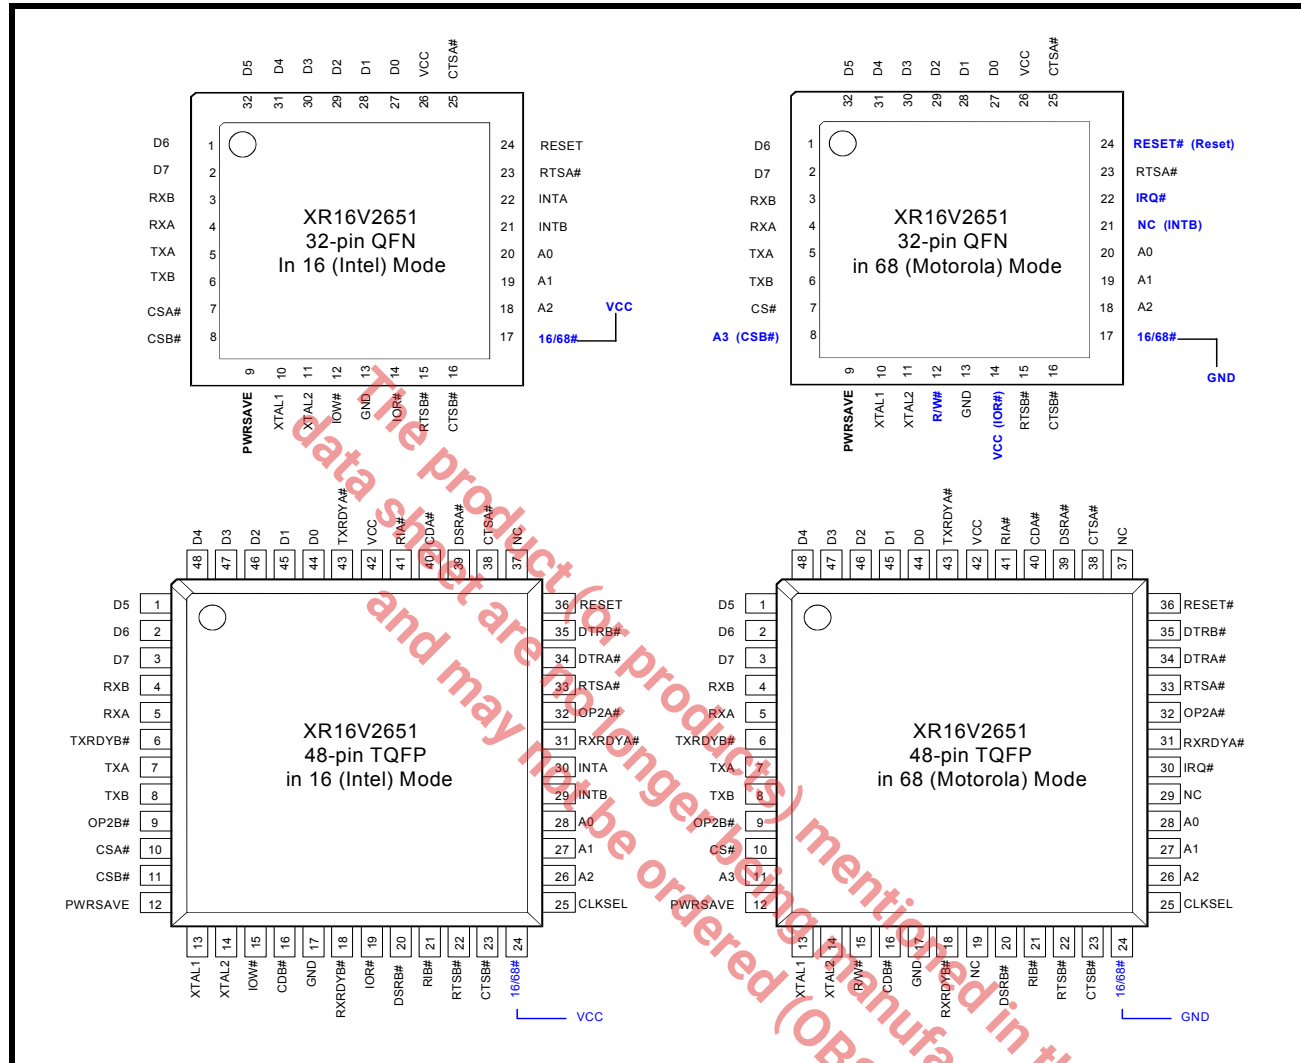 D5 D4 D3 D2 D1 D0 VCC CTSA#
32 31 30 29 28 27 26 25
D6 1
D7 2
RXB 3
RXA 4
TXA 5
TXB 6
CSA# 7
CSB# 8
XR16V2651
32-pin QFN
In 16 (Intel) Mode
24 RESET
23 RTSA#
22 INTA
21 INTB
20 A0
19 A1
18 A2
17 16/68#
VCC
9 10 11 12 13 14 15 16
PWRSAVE XTAL1 XTAL2 IOW# GND IOR# RTSB# CTSB#
D5 D4 D3 D2 D1 D0 VCC CTSA#
32 31 30 29 28 27 26 25
D6 1
D7 2
RXB 3
RXA 4
TXA 5
TXB 6
CS# 7
A3 (CSB#) 8
XR16V2651
32-pin QFN
in 68 (Motorola) Mode
24 RESET# (Reset)
23 RTSA#
22 IRQ#
21 NC (INTB)
20 A0
19 A1
18 A2
17 16/68#
GND
9 10 11 12 13 14 15 16
PWRSAVE XTAL1 XTAL2 R/W# GND VCC (IOR#) RTSB# CTSB#
D4 D3 D2 D1 D0 TXRDYA# VCC RIA# CDA# DSRA# CTSA# NC
48 47 46 45 44 43 42 41 40 39 38 37
D5 1
D6 2
D7 3
RXB 4
RXA 5
TXRDYB# 6
TXA 7
TXB 8
OP2B# 9
CSA# 10
CSB# 11
PWRSAVE 12
XR16V2651
48-pin TQFP
in 16 (Intel) Mode
36 RESET
35 DTRB#
34 DTRA#
33 RTSA#
32 OP2A#
31 RXRDYA#
30 INTA
29 INTB
28 A0
27 A1
26 A2
25 CLKSEL
13 14 15 16 17 18 19 20 21 22 23 24
XTAL1 XTAL2 IOW# CDB# GND RXRDYB# IOR# DSRB# RIB# RTSB# CTSB# 16/68#
VCC
D4 D3 D2 D1 D0 TXRDYA# VCC RIA# CDA# DSRA# CTSA# NC
48 47 46 45 44 43 42 41 40 39 38 37
D5 1
D6 2
D7 3
RXB 4
RXA 5
TXRDYB# 6
TXA 7
TXB 8
OP2B# 9
CS# 10
A3 11
PWRSAVE 12
XR16V2651
48-pin TQFP
in 68 (Motorola) Mode
36 RESET#
35 DTRB#
34 DTRA#
33 RTSA#
32 OP2A#
31 RXRDYA#
30 IRQ#
29 NC
28 A0
27 A1
26 A2
25 CLKSEL
13 14 15 16 17 18 19 20 21 22 23 24
XTAL1 XTAL2 R/W# CDB# GND RXRDYB# NC DSRB# RIB# RTSB# CTSB# 16/68#
GND
The product (or products) mentioned in
data sheet are no longer being
and may not be ordered